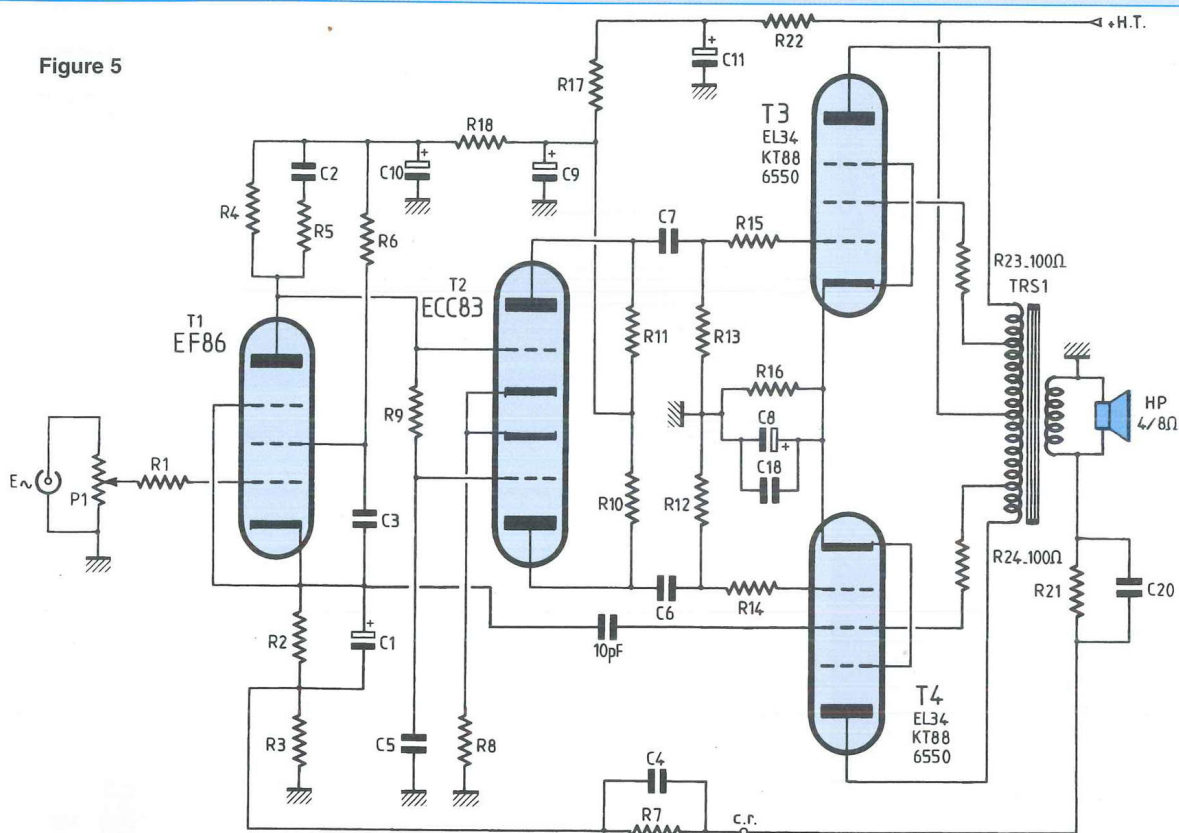 Figure 5
+H.T.
R22
C11
R17
R18
C10
C9
C2
R4
R5
R6
T3
EL34
KT88
6550
C7
R15
R23_100Ω
TRS1
T2
ECC83
T1
EF86
R11
R13
R9
R16
C8
C18
HP
4/8Ω
E~
P1
R1
C3
R10
R12
R24_100Ω
C6
R14
R21
C20
R2
C1
10pF
T4
EL34
KT88
6550
R3
C5
R8
C4
R7
c.r.